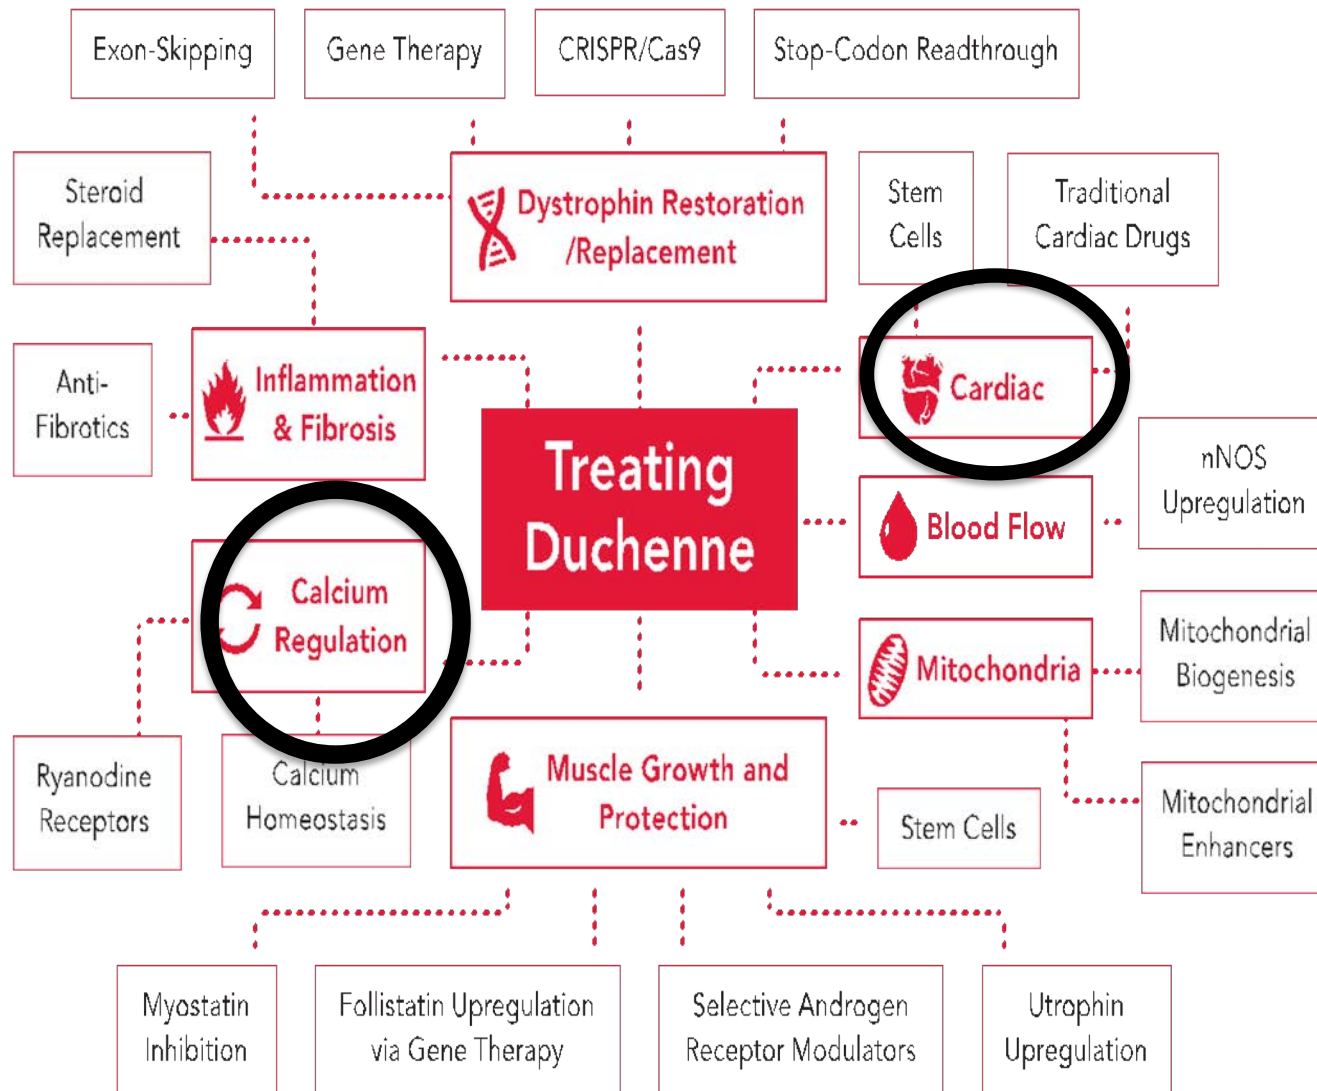 Exon-Skipping
Gene Therapy
CRISPR/Cas9
Stop-Codon Readthrough
Steroid
Replacement
Dystrophin Restoration
/Replacement
Stem
Cells
Traditional
Cardiac Drugs
Anti-
Fibrotics
Inflammation
& Fibrosis
Cardiac
Treating
Duchenne
nNOS
Upregulation
Blood Flow
Calcium
Regulation
Mitochondria
Mitochondrial
Biogenesis
Ryanodine
Receptors
Calcium
Homeostasis
Muscle Growth and
Protection
Stem Cells
Mitochondrial
Enhancers
Myostatin
Inhibition
Follistatin Upregulation
via Gene Therapy
Selective Androgen
Receptor Modulators
Utrophin
Upregulation